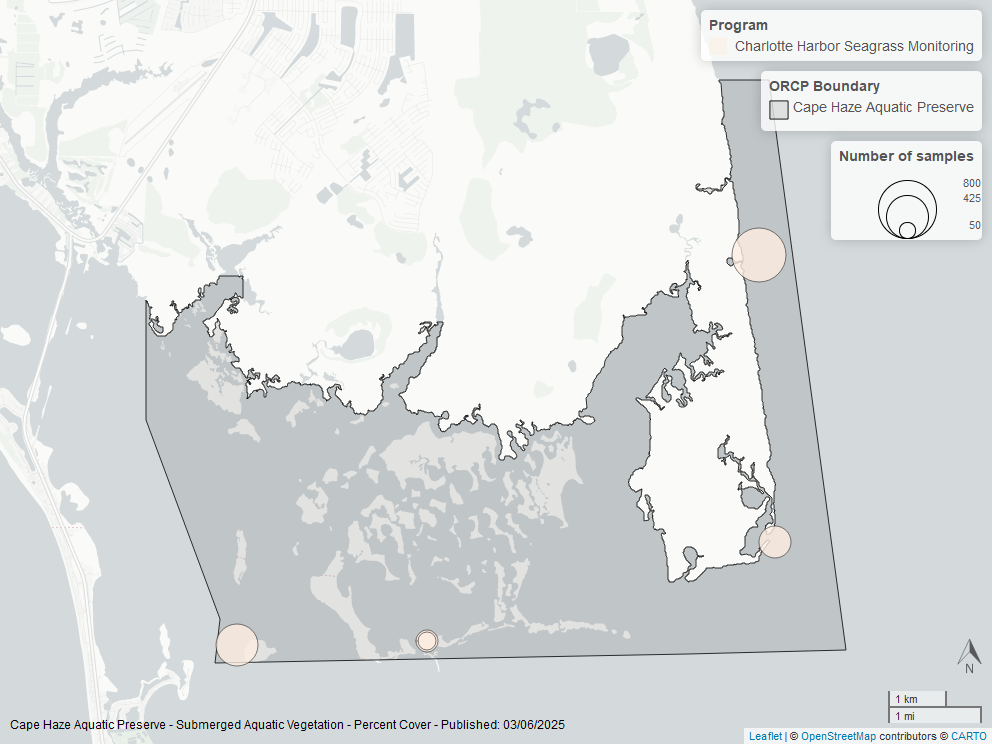 Program
Charlotte Harbor Seagrass Monitoring
ORCP Boundary
Cape Haze Aquatic Preserve
Number of samples
800
425
50
N
1 km
1 mi
Cape Haze Aquatic Preserve - Submerged Aquatic Vegetation - Percent Cover - Published: 03/06/2025
Leaflet | © OpenStreetMap contributors © CARTO